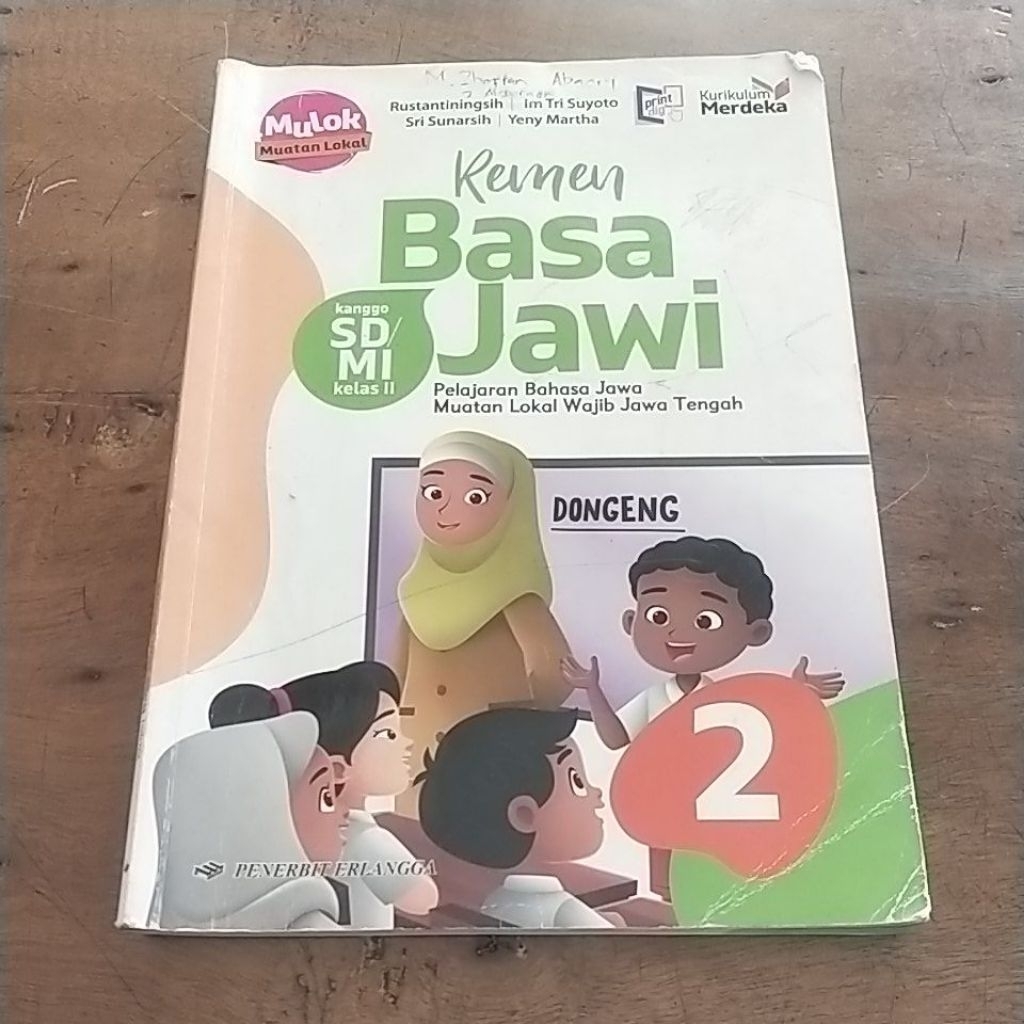 Rustantiningsih | Im Tri Suyoto
Sri Sunarsih | Yeny Martha
Mulok
Muatan Lokal
print
dig
Kurikulum
Merdeka
Remen
Basa
Jawi
kanggo
SD/
MI
kelas II
Pelajaran Bahasa Jawa
Muatan Lokal Wajib Jawa Tengah
DONGENG
2
PENERBIT ERLANGGA